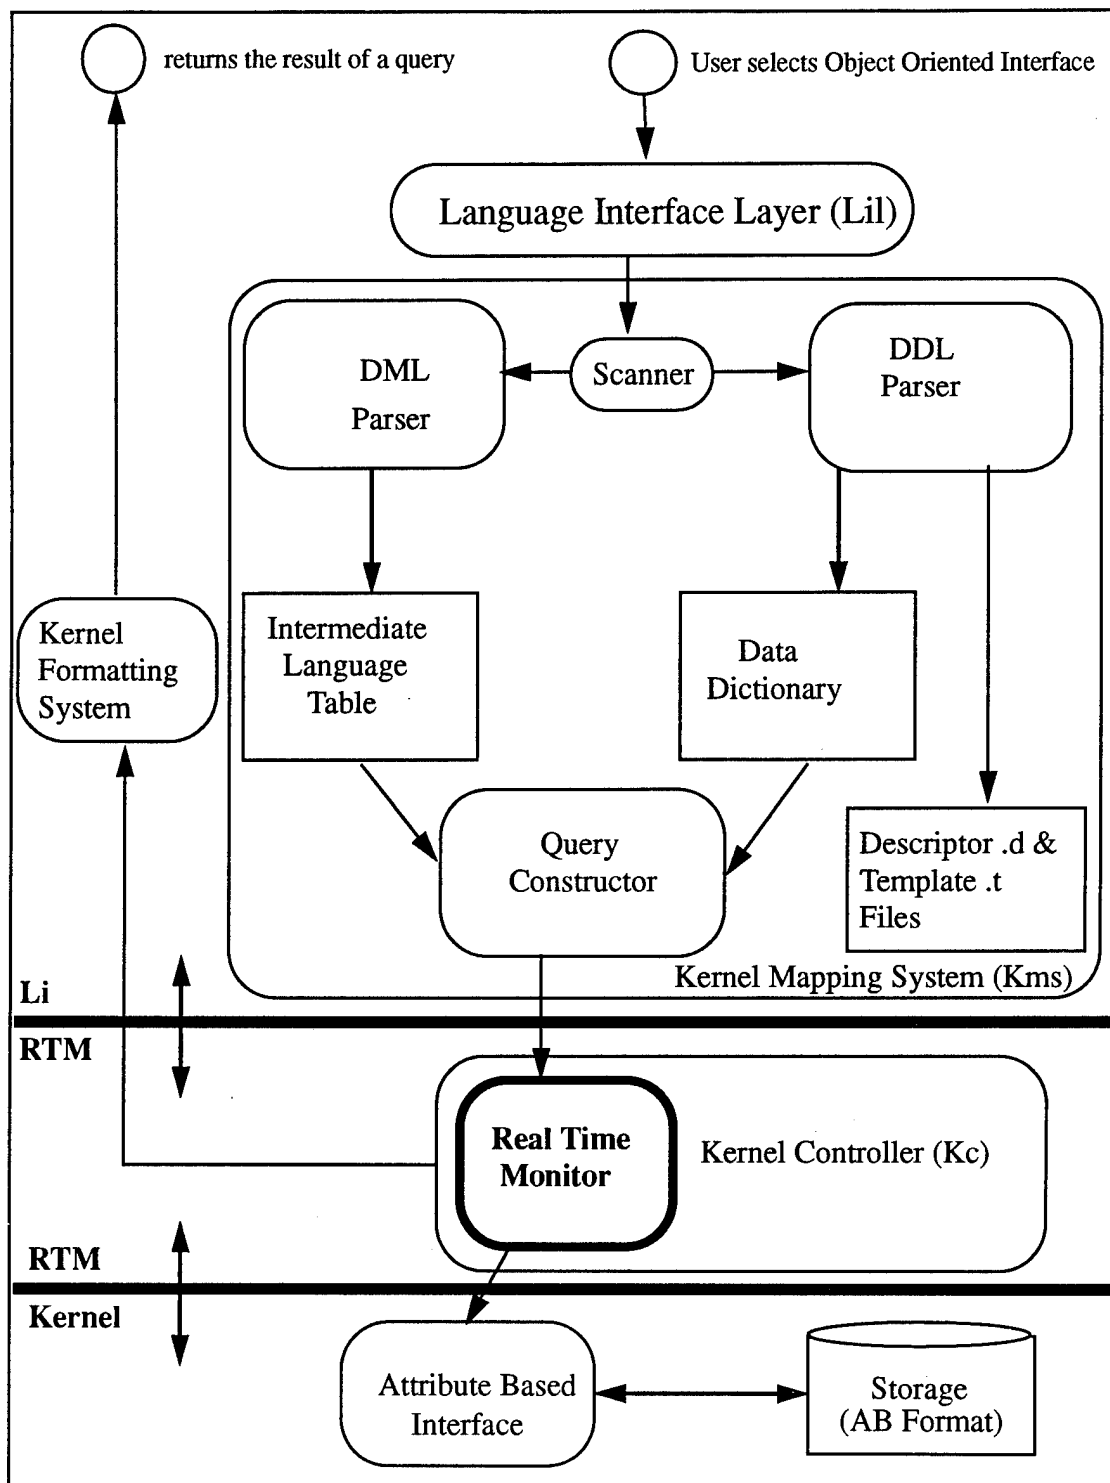 returns the result of a query
User selects Object Oriented Interface
Language Interface Layer (Lil)
DML
Parser
Scanner
DDL
Parser
Kernel
Formatting
System
Intermediate
Language
Table
Data
Dictionary
Query
Constructor
Descriptor .d &
Template .t
Files
Kernel Mapping System (Kms)
Li
RTM
Real Time
Monitor
Kernel Controller (Kc)
RTM
Kernel
Attribute Based
Interface
Storage
(AB Format)